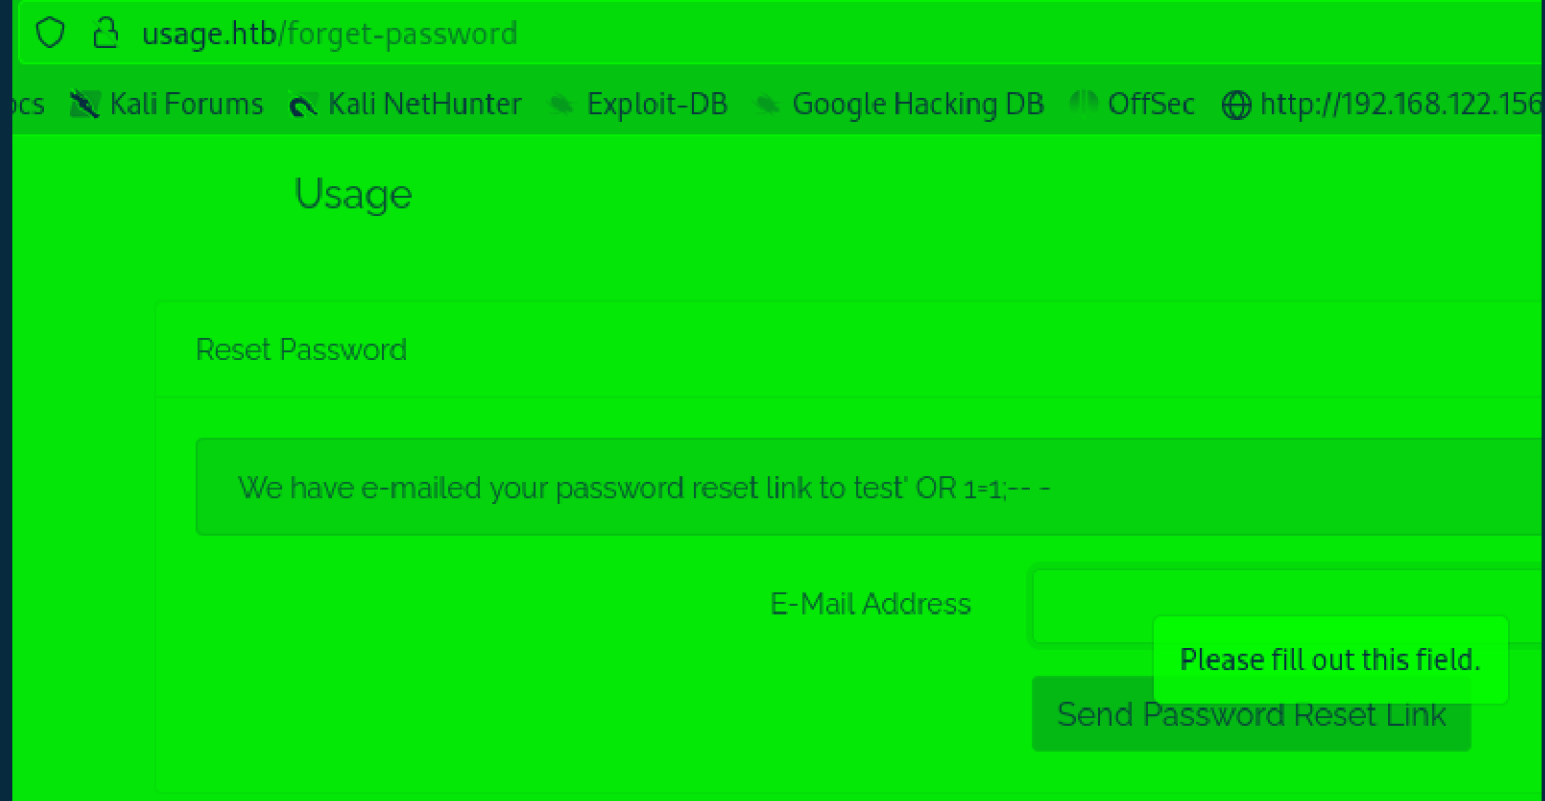 usage.htb/forget-password
ocs Kali Forums Kali NetHunter Exploit-DB Google Hacking DB OffSec http://192.168.122.156
Usage
Reset Password
We have e-mailed your password reset link to test' OR 1=1;-- -
E-Mail Address
Please fill out this field.
Send Password Reset Link